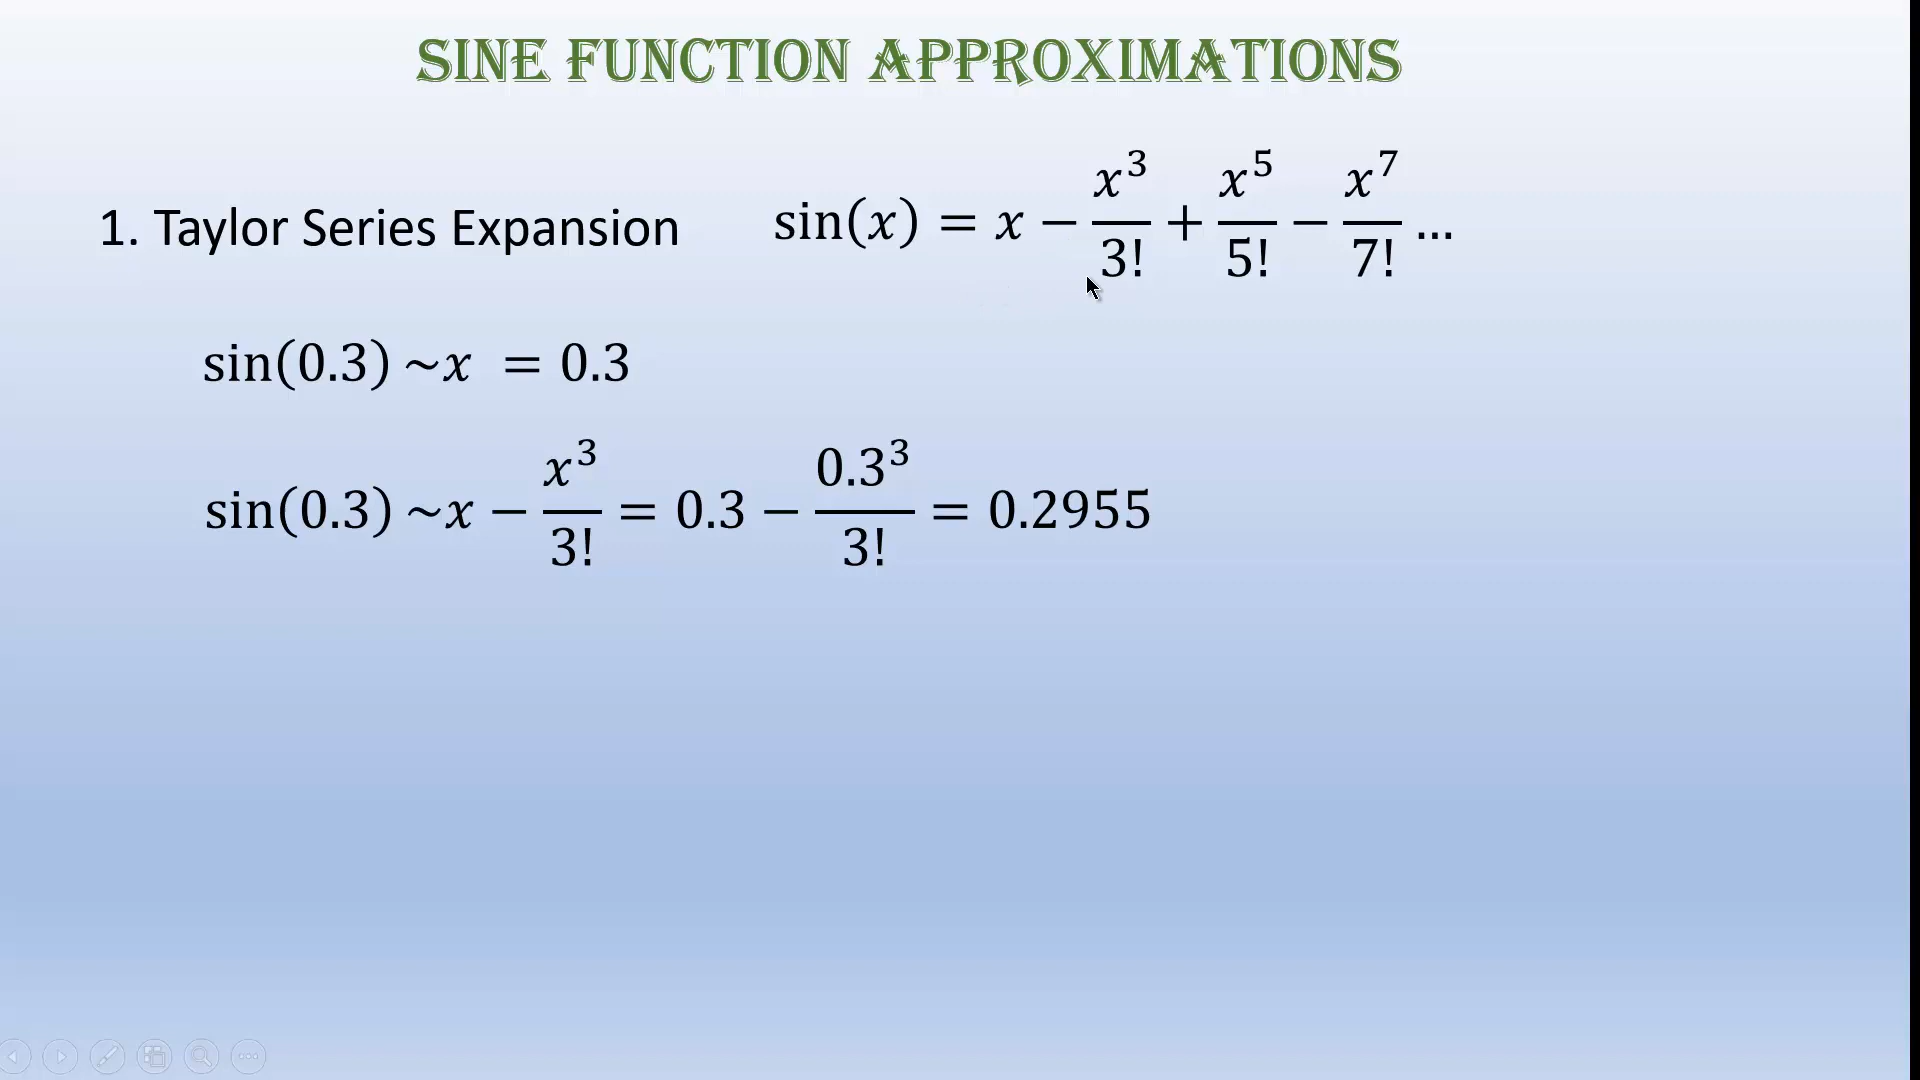 SINE FUNCTION APPROXIMATIONS
1. Taylor Series Expansion sin(x) = x − x³/3! + x⁵/5! − x⁷/7! …
sin(0.3) ~x = 0.3
sin(0.3) ~x − x³/3! = 0.3 − 0.3³/3! = 0.2955